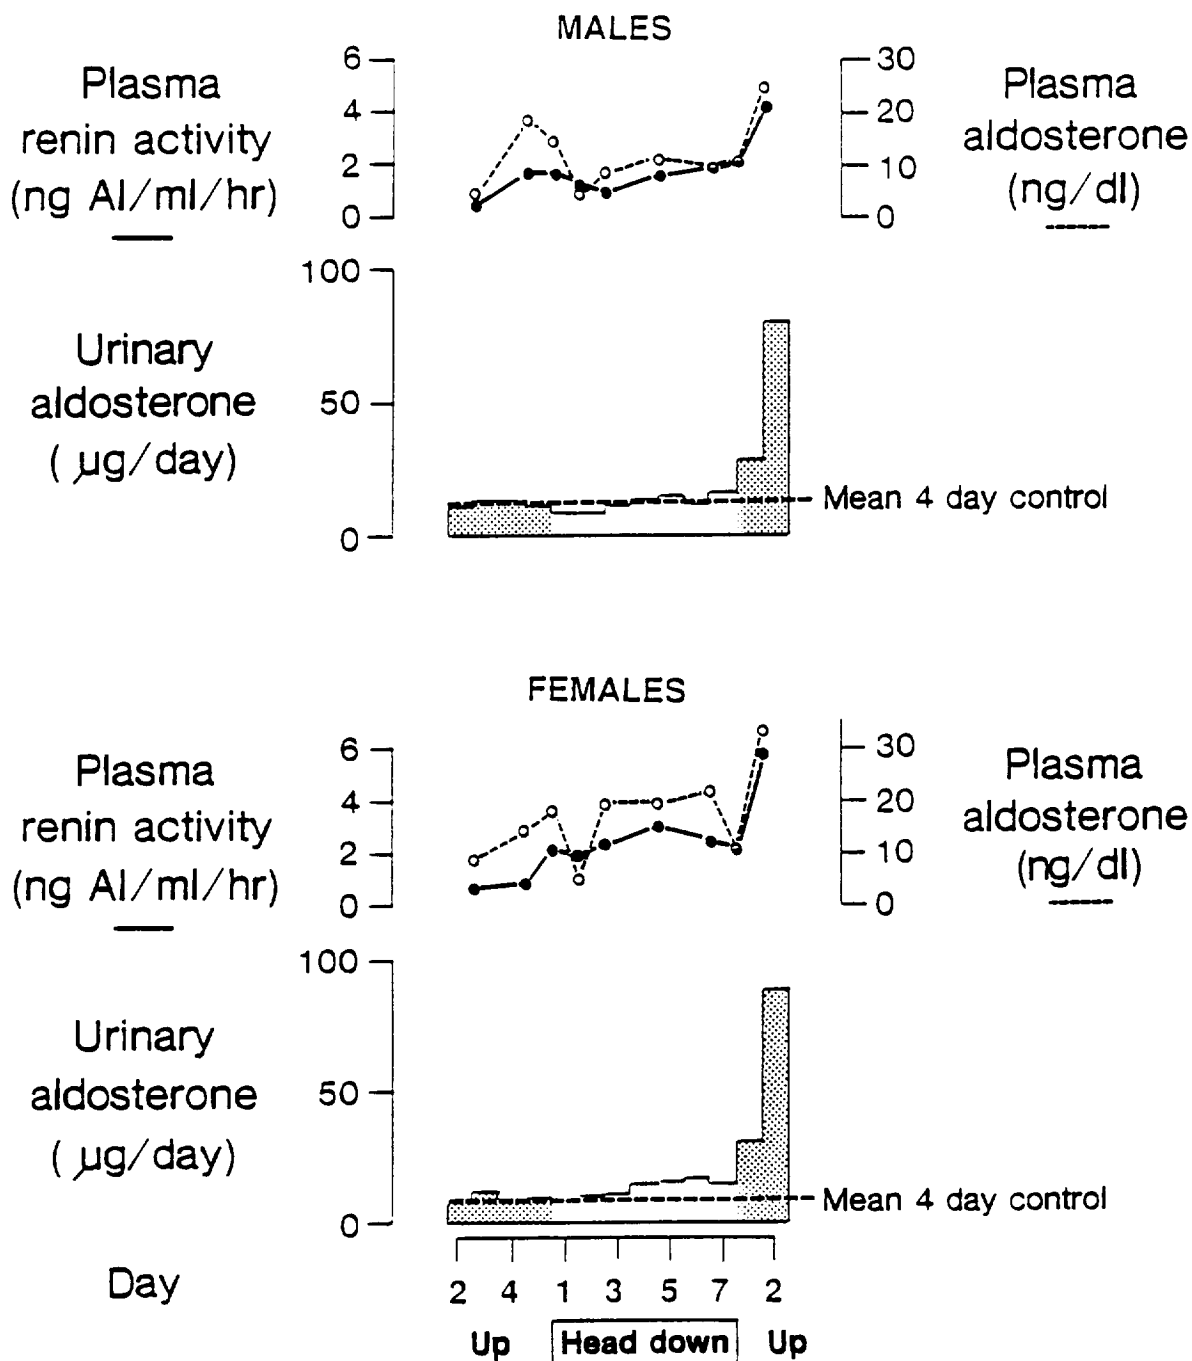 MALES
Plasma
renin activity
(ng AI/ml/hr)
6
4
2
0
30
20
10
0
Plasma
aldosterone
(ng/dl)
Urinary
aldosterone
( µg/day)
100
50
0
Mean 4 day control
FEMALES
Plasma
renin activity
(ng AI/ml/hr)
6
4
2
0
30
20
10
0
Plasma
aldosterone
(ng/dl)
Urinary
aldosterone
( µg/day)
100
50
0
Mean 4 day control
Day
2 4 1 3 5 7 2
Up Head down Up